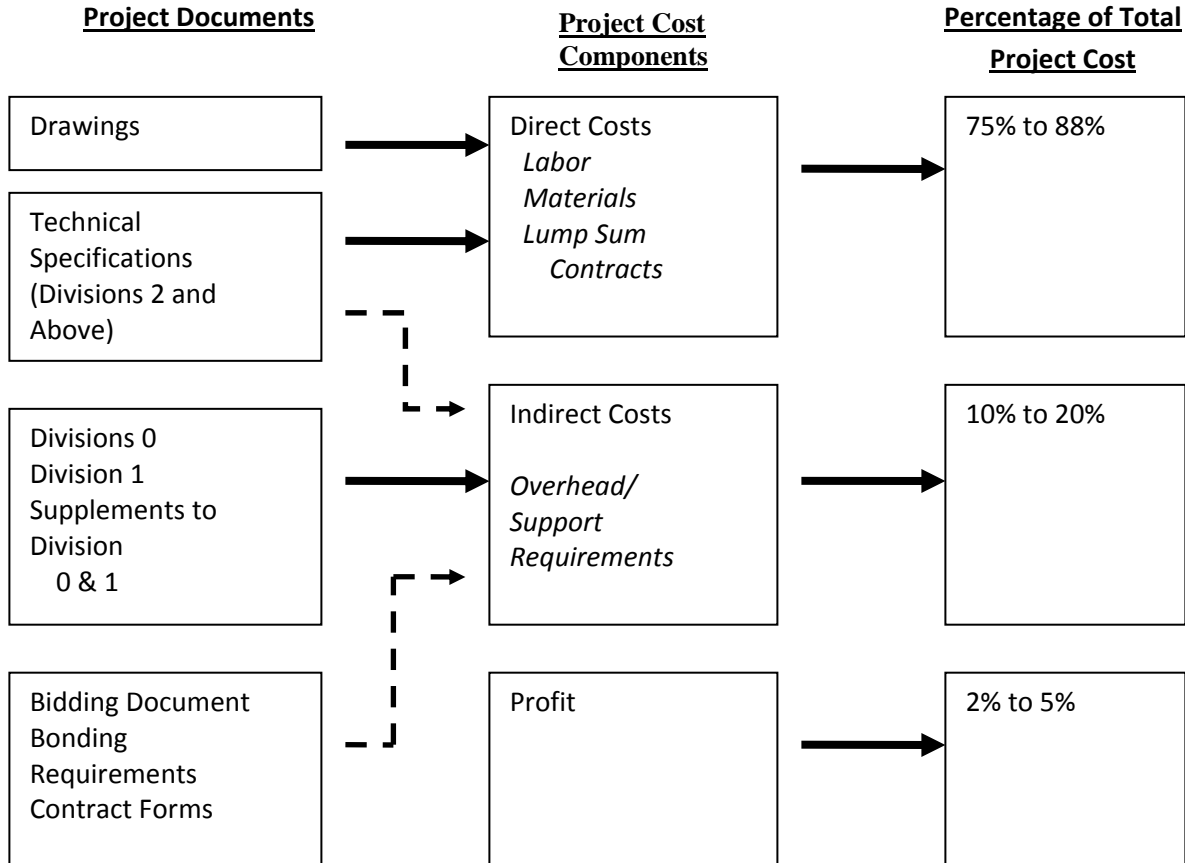 Project Documents
Project Cost
Components
Percentage of Total
Project Cost
Drawings
Technical
Specifications
(Divisions 2 and
Above)
Divisions 0
Division 1
Supplements to
Division
0 & 1
Bidding Document
Bonding
Requirements
Contract Forms
Direct Costs
Labor
Materials
Lump Sum
Contracts
Indirect Costs
Overhead/
Support
Requirements
Profit
75% to 88%
10% to 20%
2% to 5%